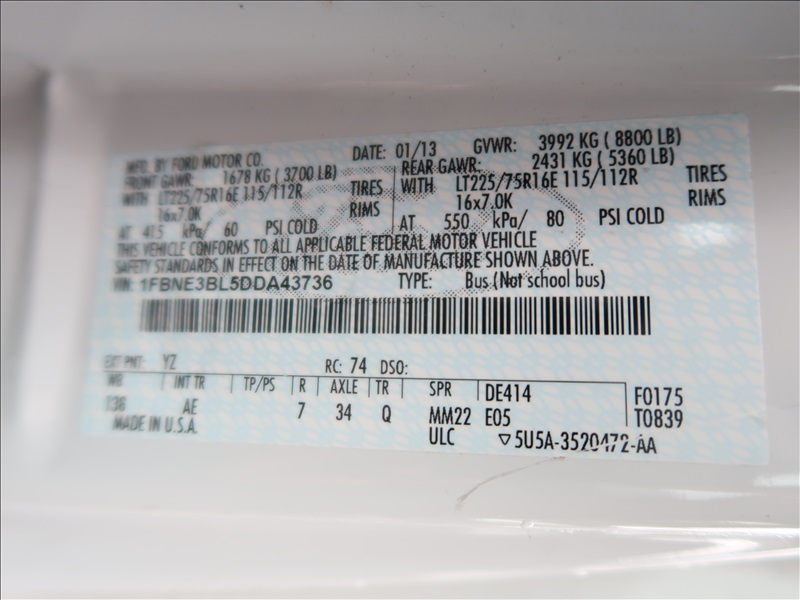 MFD. BY FORD MOTOR CO. DATE: 01/13 GVWR: 3992 KG ( 8800 LB)
FRONT GAWR: 1678 KG ( 3700 LB) REAR GAWR: 2431 KG ( 5360 LB)
WITH LT225/75R16E 115/112R TIRES WITH LT225/75R16E 115/112R TIRES
16x7.0K RIMS 16x7.0K RIMS
AT 415 kPa/ 60 PSI COLD AT 550 kPa/ 80 PSI COLD
THIS VEHICLE CONFORMS TO ALL APPLICABLE FEDERAL MOTOR VEHICLE
SAFETY STANDARDS IN EFFECT ON THE DATE OF MANUFACTURE SHOWN ABOVE.
VIN: 1FBNE3BL5DDA43736 TYPE: Bus (Not school bus)
EXT PNT: YZ RC: 74 DSO:
WB INT TR TP/PS R AXLE TR SPR DE414 F0175
138 AE 7 34 Q MM22 E05 T0839
MADE IN U.S.A. ULC ▽5U5A-3520472-AA